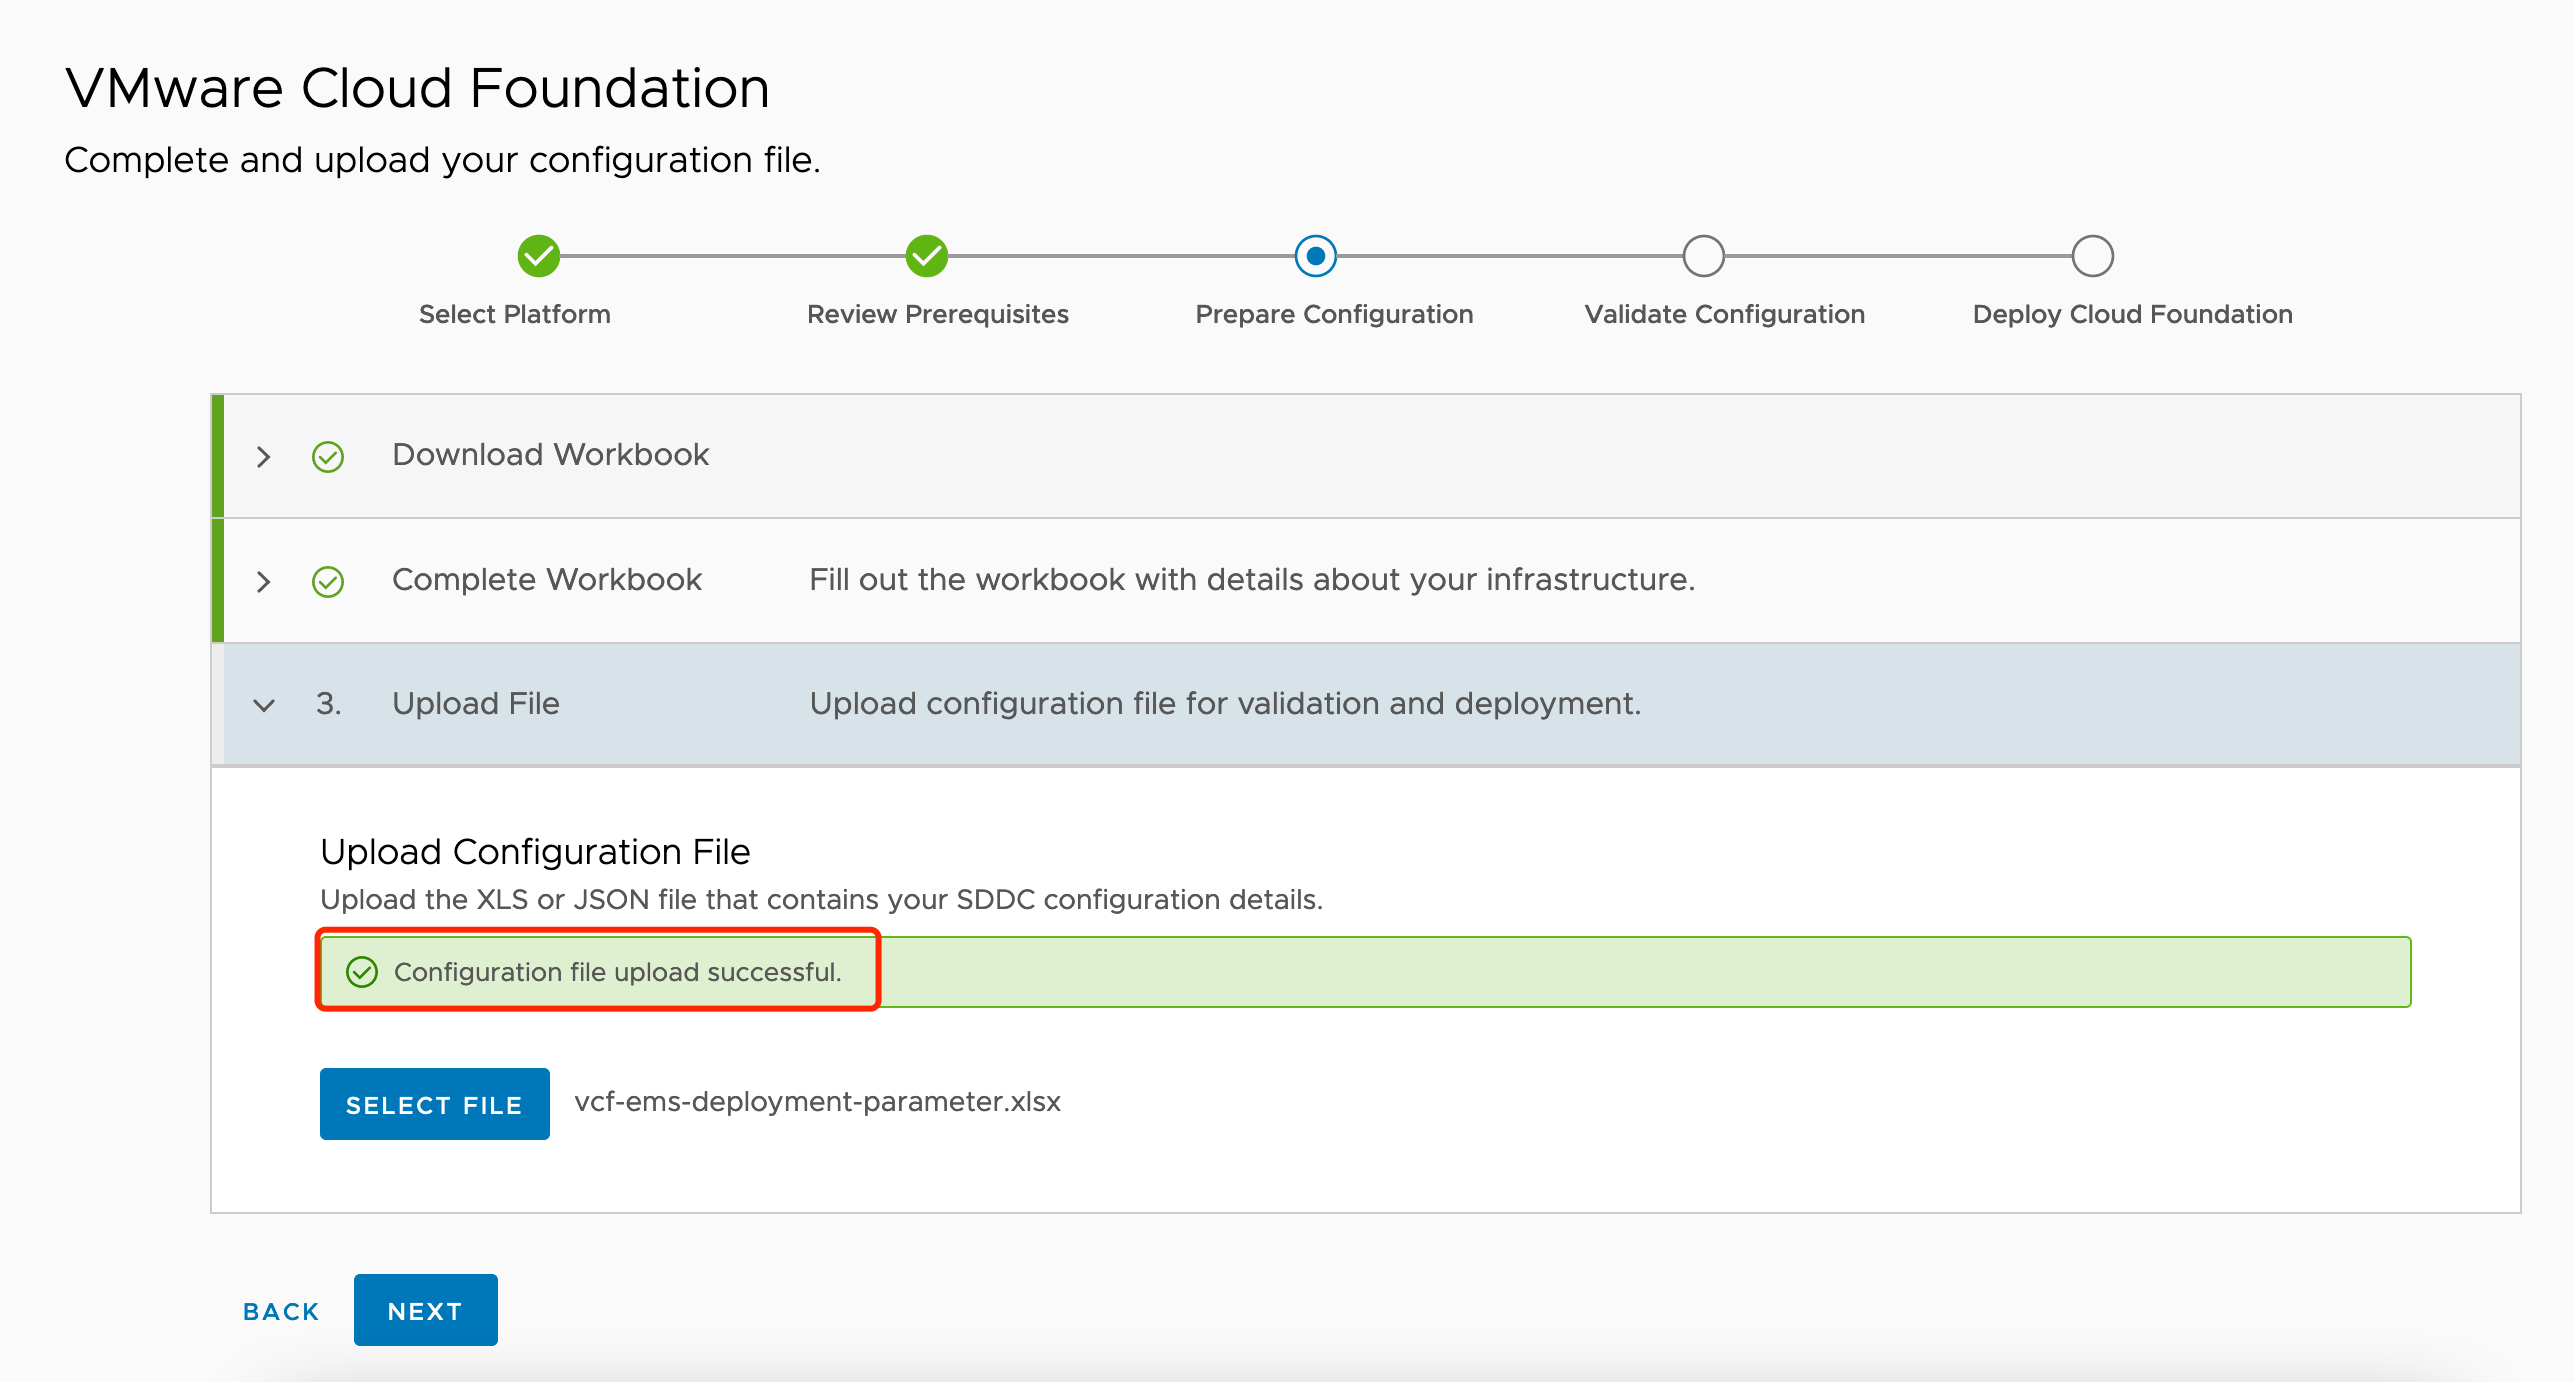 VMware Cloud Foundation
Complete and upload your configuration file.
Select Platform
Review Prerequisites
Prepare Configuration
Validate Configuration
Deploy Cloud Foundation
Download Workbook
Complete Workbook Fill out the workbook with details about your infrastructure.
3. Upload File Upload configuration file for validation and deployment.
Upload Configuration File
Upload the XLS or JSON file that contains your SDDC configuration details.
Configuration file upload successful.
SELECT FILE vcf-ems-deployment-parameter.xlsx
BACK NEXT